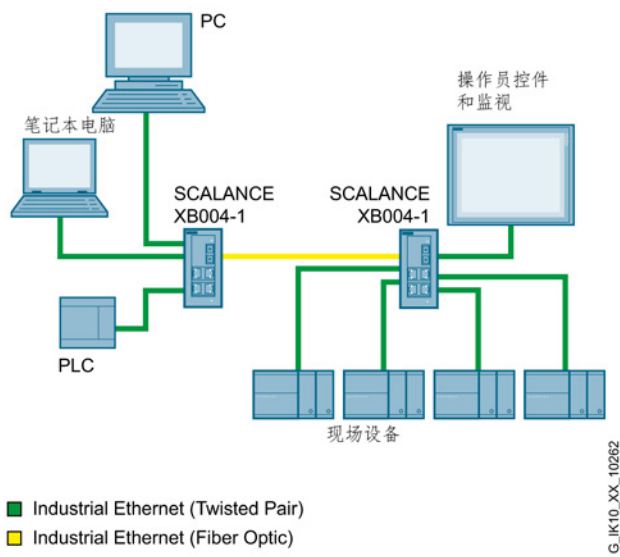 PC
笔记本电脑
操作员控件
和监视
SCALANCE
XB004-1
SCALANCE
XB004-1
PLC
现场设备
Industrial Ethernet (Twisted Pair)
Industrial Ethernet (Fiber Optic)
G_IK10_XX_10262